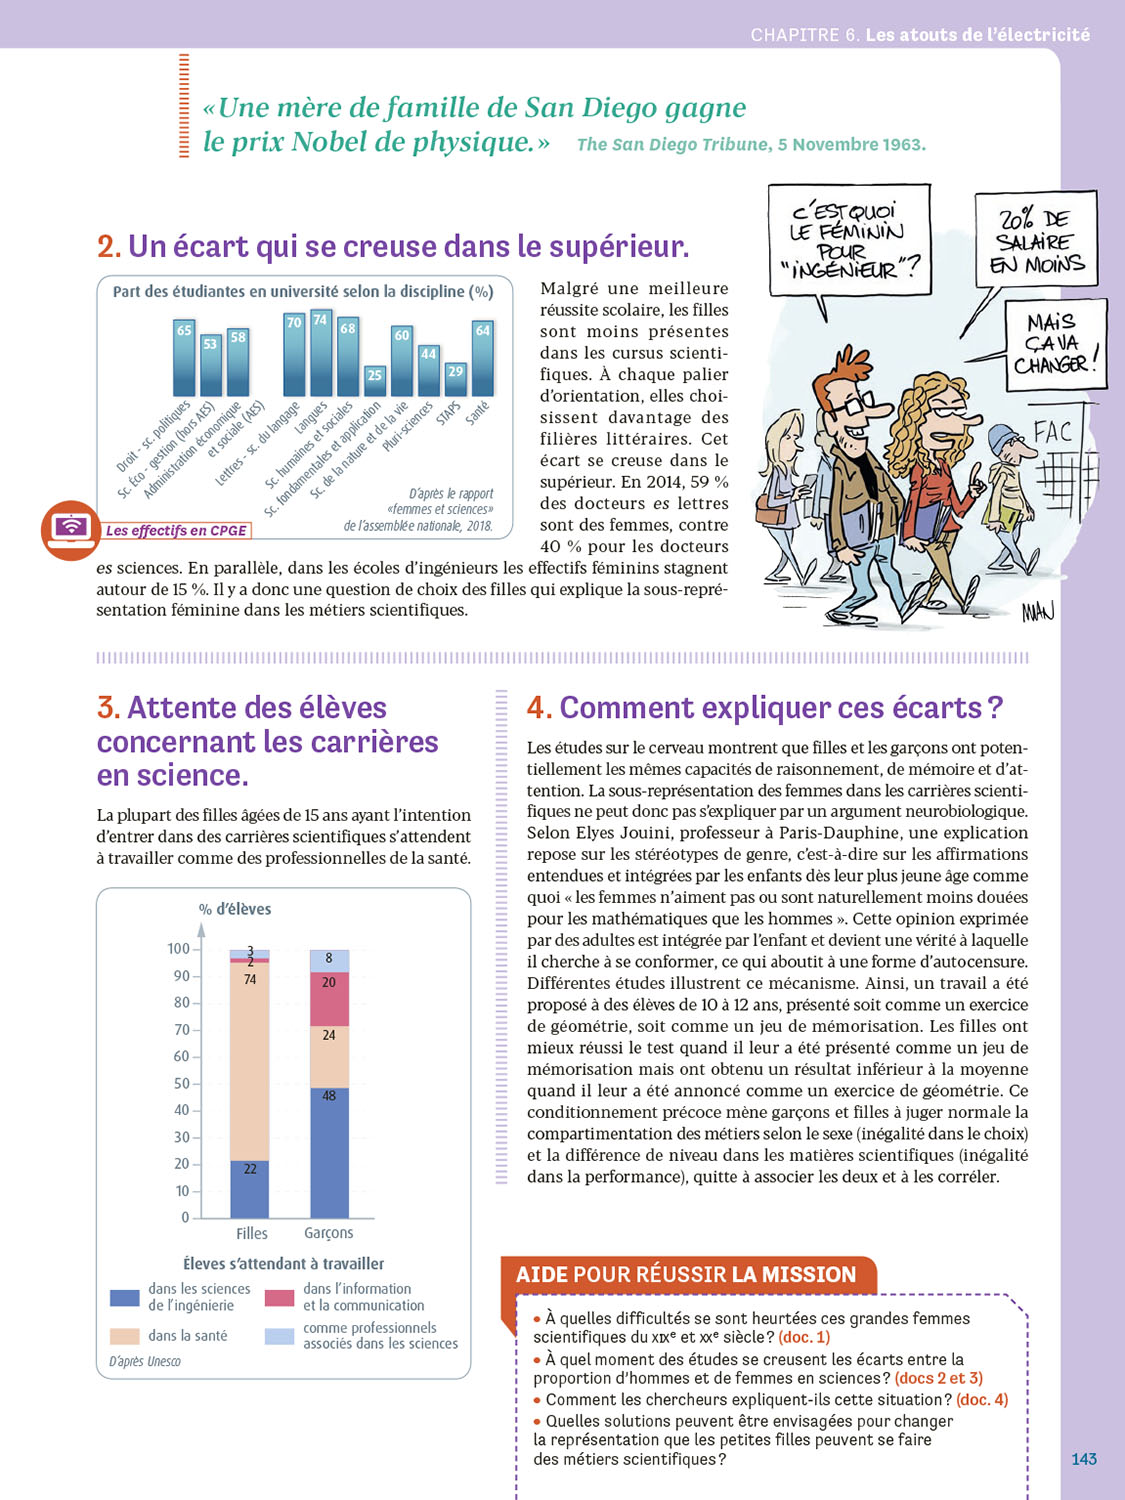 CHAPITRE 6. Les atouts de l’électricité
« Une mère de famille de San Diego gagne
le prix Nobel de physique. » The San Diego Tribune, 5 Novembre 1963.
2. Un écart qui se creuse dans le supérieur.
Part des étudiantes en université selon la discipline (%)
65
53
58
70
74
68
25
60
44
29
64
Droit - sc. politiques
Sc. Éco - gestion (hors AES)
Administration économique
et sociale (AES)
Lettres - sc. du langage
Langues
Sc. humaines et sociales
Sc. fondamentales et application
Sc. de la nature et de la vie
Pluri-sciences
STAPS
Santé
D’après le rapport
«femmes et sciences»
de l’assemblée nationale, 2018.
Les effectifs en CPGE
Malgré une meilleure
réussite scolaire, les filles
sont moins présentes
dans les cursus scienti-
fiques. À chaque palier
d’orientation, elles choi-
sissent davantage des
filières littéraires. Cet
écart se creuse dans le
supérieur. En 2014, 59 %
des docteurs es lettres
sont des femmes, contre
40 % pour les docteurs
es sciences. En parallèle, dans les écoles d’ingénieurs les effectifs féminins stagnent
autour de 15 %. Il y a donc une question de choix des filles qui explique la sous-repré-
sentation féminine dans les métiers scientifiques.
C’EST QUOI
LE FÉMININ
POUR
"INGÉNIEUR"?
20% DE
SALAIRE
EN MOINS
MAIS
ÇA VA
CHANGER!
FAC
MAN
3. Attente des élèves
concernant les carrières
en science.
La plupart des filles âgées de 15 ans ayant l’intention
d’entrer dans des carrières scientifiques s’attendent
à travailler comme des professionnelles de la santé.
% d’élèves
100
90
80
70
60
50
40
30
20
10
0
3
2
74
22
8
20
24
48
Filles
Garçons
Éleves s’attendant à travailler
dans les sciences
de l’ingénierie
dans l’information
et la communication
dans la santé
comme professionnels
associés dans les sciences
D’après Unesco
4. Comment expliquer ces écarts ?
Les études sur le cerveau montrent que filles et les garçons ont poten-
tiellement les mêmes capacités de raisonnement, de mémoire et d’at-
tention. La sous-représentation des femmes dans les carrières scienti-
fiques ne peut donc pas s’expliquer par un argument neurobiologique.
Selon Elyes Jouini, professeur à Paris-Dauphine, une explication
repose sur les stéréotypes de genre, c’est-à-dire sur les affirmations
entendues et intégrées par les enfants dès leur plus jeune âge comme
quoi « les femmes n’aiment pas ou sont naturellement moins douées
pour les mathématiques que les hommes ». Cette opinion exprimée
par des adultes est intégrée par l’enfant et devient une vérité à laquelle
il cherche à se conformer, ce qui aboutit à une forme d’autocensure.
Différentes études illustrent ce mécanisme. Ainsi, un travail a été
proposé à des élèves de 10 à 12 ans, présenté soit comme un exercice
de géométrie, soit comme un jeu de mémorisation. Les filles ont
mieux réussi le test quand il leur a été présenté comme un jeu de
mémorisation mais ont obtenu un résultat inférieur à la moyenne
quand il leur a été annoncé comme un exercice de géométrie. Ce
conditionnement précoce mène garçons et filles à juger normale la
compartimentation des métiers selon le sexe (inégalité dans le choix)
et la différence de niveau dans les matières scientifiques (inégalité
dans la performance), quitte à associer les deux et à les corréler.
AIDE POUR RÉUSSIR LA MISSION
• À quelles difficultés se sont heurtées ces grandes femmes
scientifiques du XIXe et XXe siècle ? (doc. 1)
• À quel moment des études se creusent les écarts entre la
proportion d’hommes et de femmes en sciences ? (docs 2 et 3)
• Comment les chercheurs expliquent-ils cette situation ? (doc. 4)
• Quelles solutions peuvent être envisagées pour changer
la représentation que les petites filles peuvent se faire
des métiers scientifiques ?
143